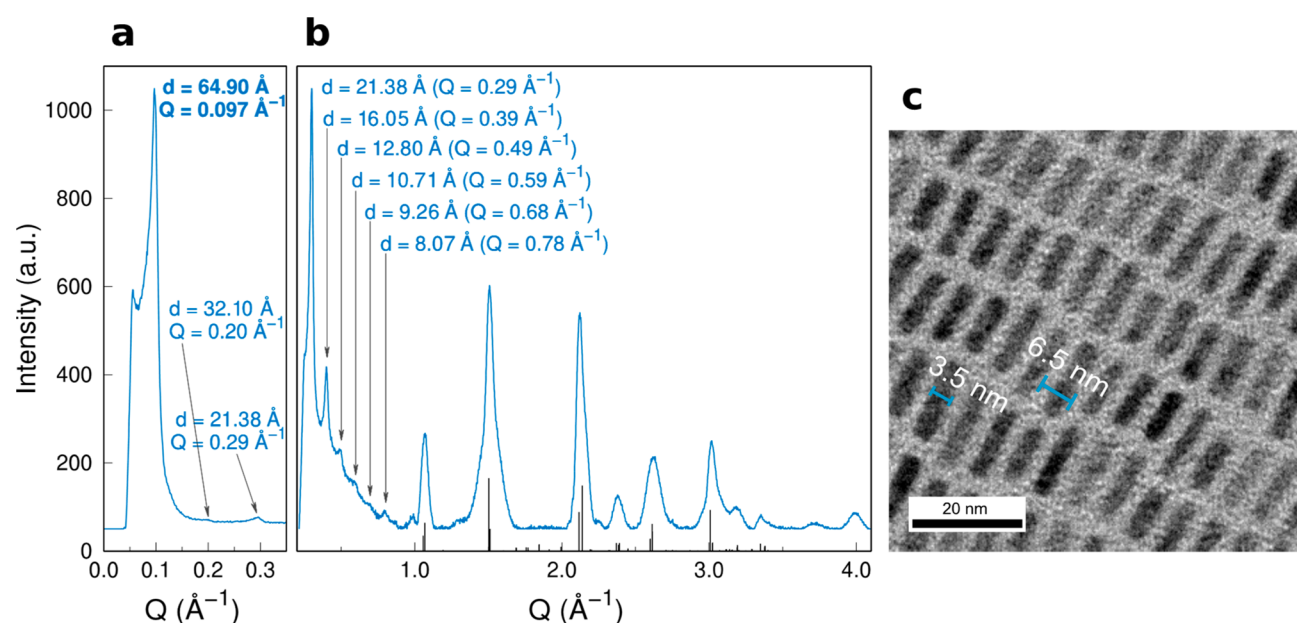 a
b
c
d = 64.90 Å
Q = 0.097 Å⁻¹
d = 32.10 Å
Q = 0.20 Å⁻¹
d = 21.38 Å
Q = 0.29 Å⁻¹
d = 21.38 Å (Q = 0.29 Å⁻¹)
d = 16.05 Å (Q = 0.39 Å⁻¹)
d = 12.80 Å (Q = 0.49 Å⁻¹)
d = 10.71 Å (Q = 0.59 Å⁻¹)
d = 9.26 Å (Q = 0.68 Å⁻¹)
d = 8.07 Å (Q = 0.78 Å⁻¹)
Intensity (a.u.)
1000
800
600
400
200
0
0.0 0.1 0.2 0.3
Q (Å⁻¹)
1.0 2.0 3.0 4.0
Q (Å⁻¹)
3.5 nm
6.5 nm
20 nm